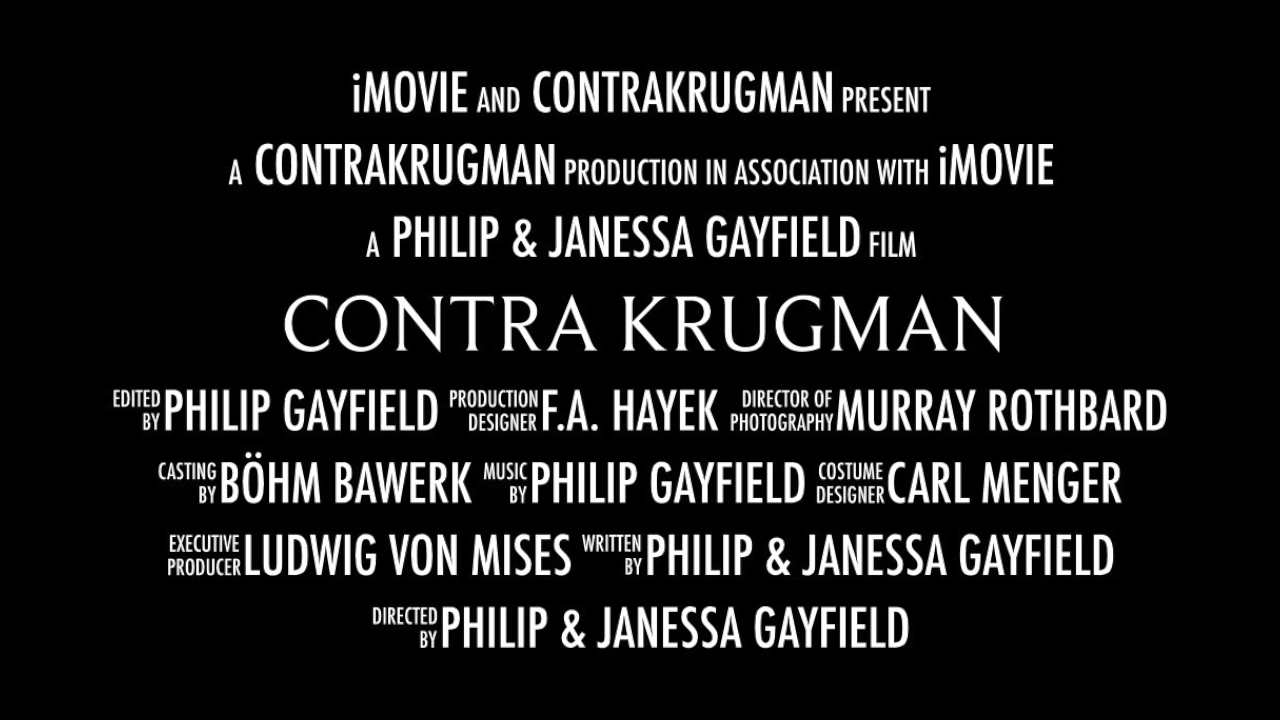 iMOVIE AND CONTRAKRUGMAN PRESENT
A CONTRAKRUGMAN PRODUCTION IN ASSOCIATION WITH iMOVIE
A PHILIP & JANESSA GAYFIELD FILM
CONTRA KRUGMAN
EDITED BY PHILIP GAYFIELD PRODUCTION DESIGNER F.A. HAYEK DIRECTOR OF PHOTOGRAPHY MURRAY ROTHBARD
CASTING BY BÖHM BAWERK MUSIC BY PHILIP GAYFIELD COSTUME DESIGNER CARL MENGER
EXECUTIVE PRODUCER LUDWIG VON MISES WRITTEN BY PHILIP & JANESSA GAYFIELD
DIRECTED BY PHILIP & JANESSA GAYFIELD